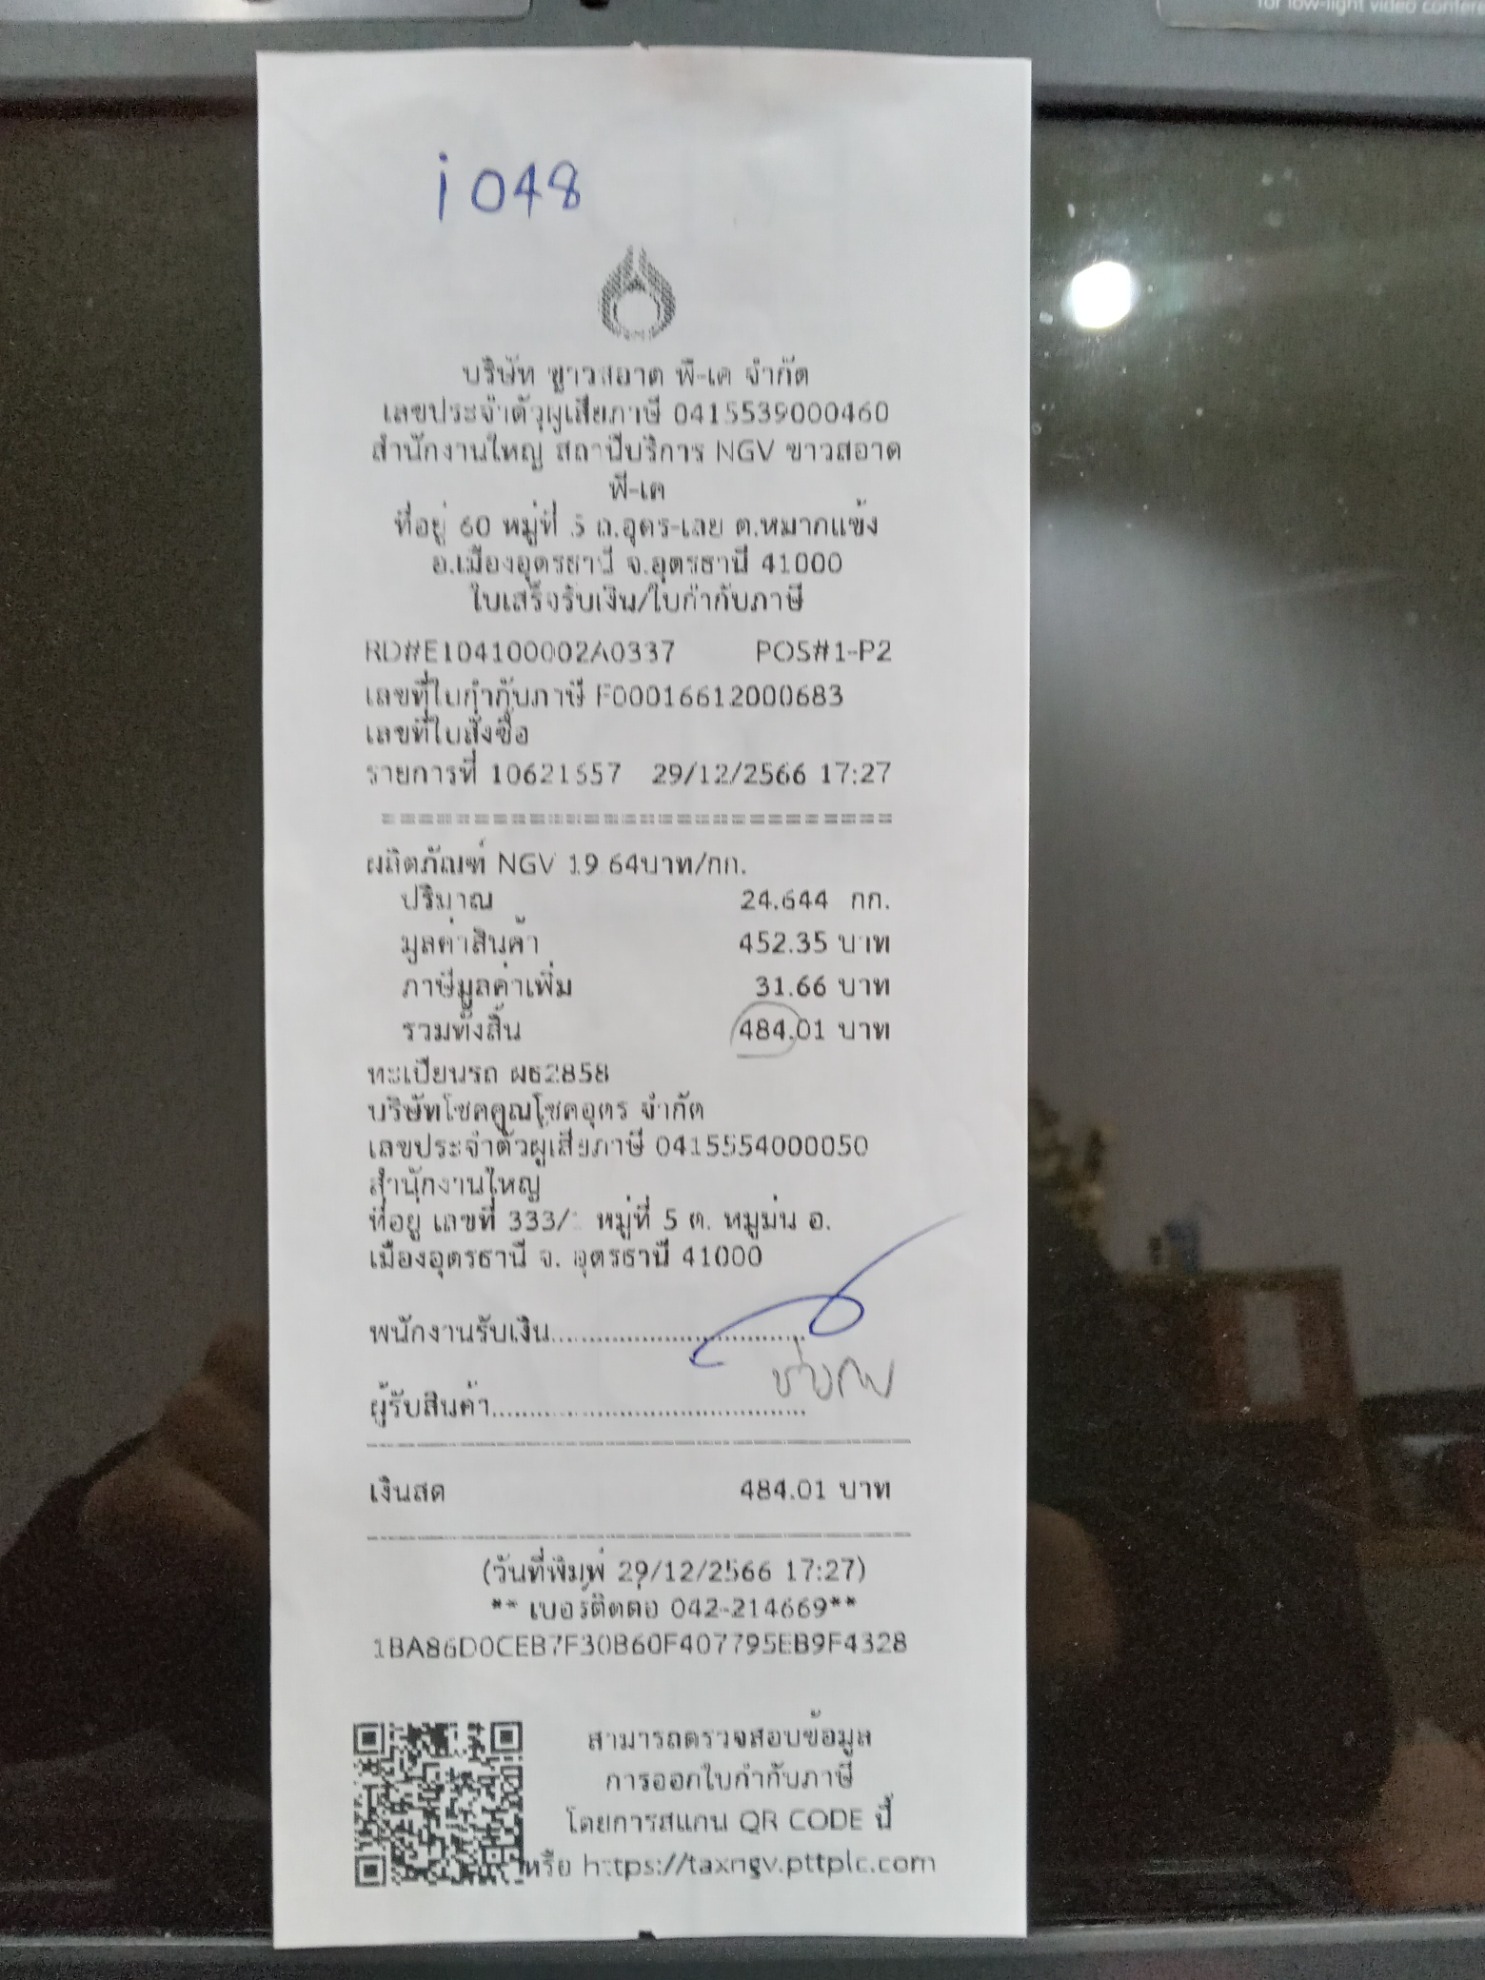 for low-light video confere
i 048
บริษัท ขาวสอาด พี-เค จำกัด
เลขประจำตัวผู้เสียภาษี 0415539000460
สำนักงานใหญ่ สถานีบริการ NGV ขาวสอาด
พี-เค
ที่อยู่ 60 หมู่ที่ 5 ถ.อุดร-เลย ต.หมากแข้ง
อ.เมืองอุดรธานี จ.อุดรธานี 41000
ใบเสร็จรับเงิน/ใบกำกับภาษี
RD#E104100002A0337 POS#1-P2
เลขที่ใบกำกับภาษี F00016612000683
เลขที่ใบสั่งซื้อ
รายการที่ 10621557 29/12/2566 17:27
==============================
ผลิตภัณฑ์ NGV 19.64บาท/กก.
ปริมาณ 24.644 กก.
มูลค่าสินค้า 452.35 บาท
ภาษีมูลค่าเพิ่ม 31.66 บาท
รวมทั้งสิ้น 484.01 บาท
ทะเบียนรถ ผธ2858
บริษัทโชคคูณโชคอุดร จำกัด
เลขประจำตัวผู้เสียภาษี 0415554000050
สำนักงานใหญ่
ที่อยู่ เลขที่ 333/ หมู่ที่ 5 ต. หมูม่น อ.
เมืองอุดรธานี จ. อุดรธานี 41000
พนักงานรับเงิน..................................
ผู้รับสินค้า..........................................
เงินสด 484.01 บาท
(วันที่พิมพ์ 29/12/2566 17:27)
** เบอร์ติดต่อ 042-214669**
1BA86D0CEB7F30B60F407795EB9F4328
สามารถตรวจสอบข้อมูล
การออกใบกำกับภาษี
โดยการสแกน QR CODE นี้
หรือ https://taxngv.pttplc.com